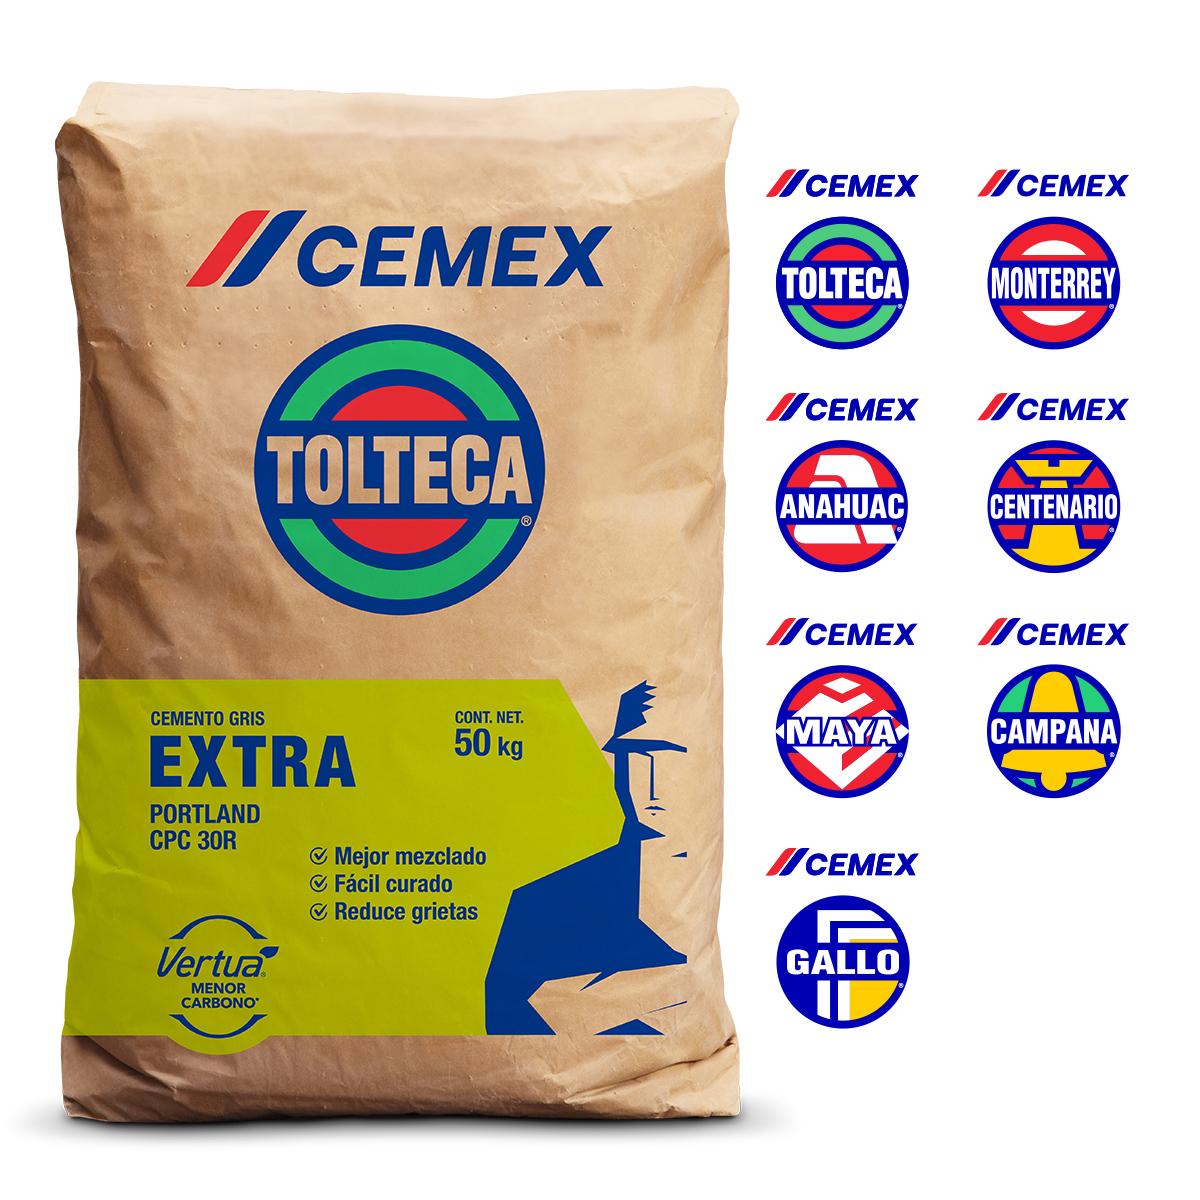 CEMEX
TOLTECA
®
CEMENTO GRIS
EXTRA
PORTLAND
CPC 30R
CONT. NET.
50 kg
Mejor mezclado
Fácil curado
Reduce grietas
Vertua®
MENOR
CARBONO*
CEMEX
TOLTECA
®
CEMEX
MONTERREY
®
CEMEX
ANAHUAC
®
CEMEX
CENTENARIO
®
CEMEX
MAYA
®
CEMEX
CAMPANA
®
CEMEX
GALLO
®